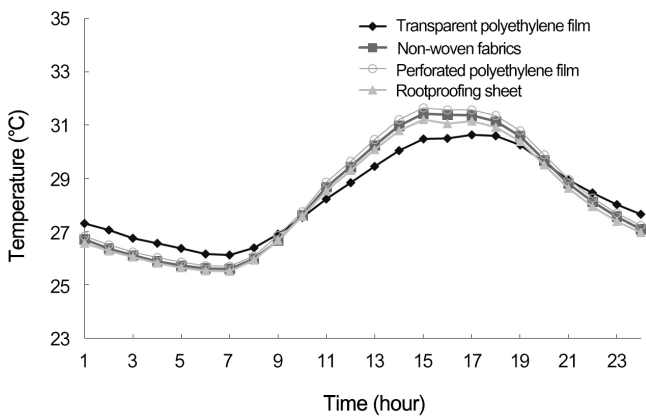 35
33
31
29
27
25
23
Temperature (°C)
Transparent polyethylene film
Non-woven fabrics
Perforated polyethylene film
Rootproofing sheet
1 3 5 7 9 11 13 15 17 19 21 23
Time (hour)